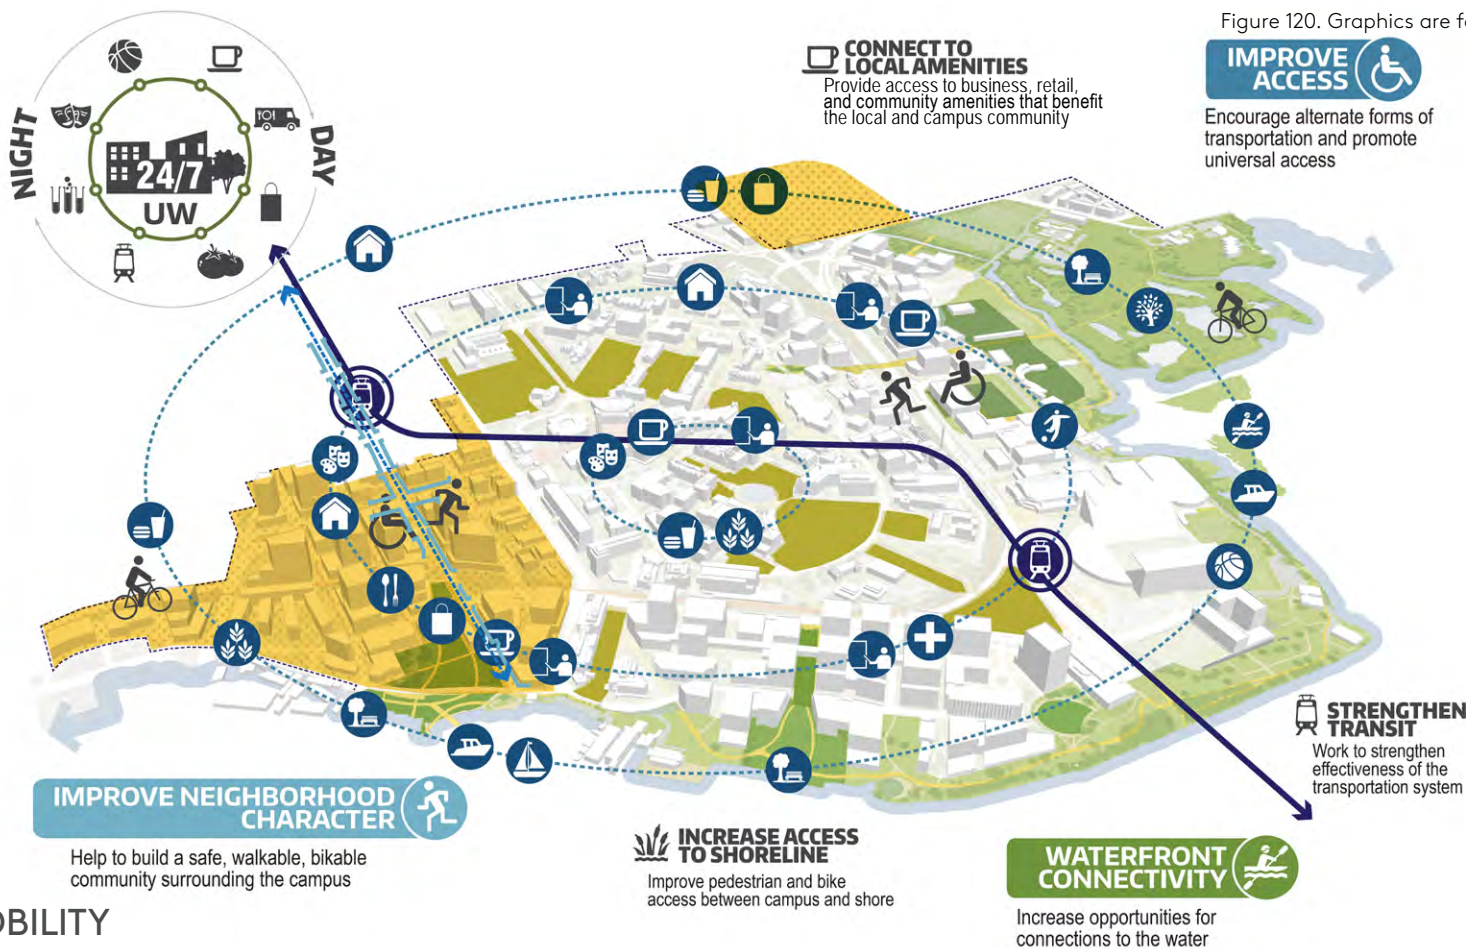 Figure 120. Graphics are f
NIGHT
DAY
24/7
UW
CONNECT TO
LOCAL AMENITIES
Provide access to business, retail,
and community amenities that benefit
the local and campus community
IMPROVE
ACCESS
Encourage alternate forms of
transportation and promote
universal access
STRENGTHEN
TRANSIT
Work to strengthen
effectiveness of the
transportation system
IMPROVE NEIGHBORHOOD
CHARACTER
Help to build a safe, walkable, bikable
community surrounding the campus
INCREASE ACCESS
TO SHORELINE
Improve pedestrian and bike
access between campus and shore
WATERFRONT
CONNECTIVITY
Increase opportunities for
connections to the water
OBILITY